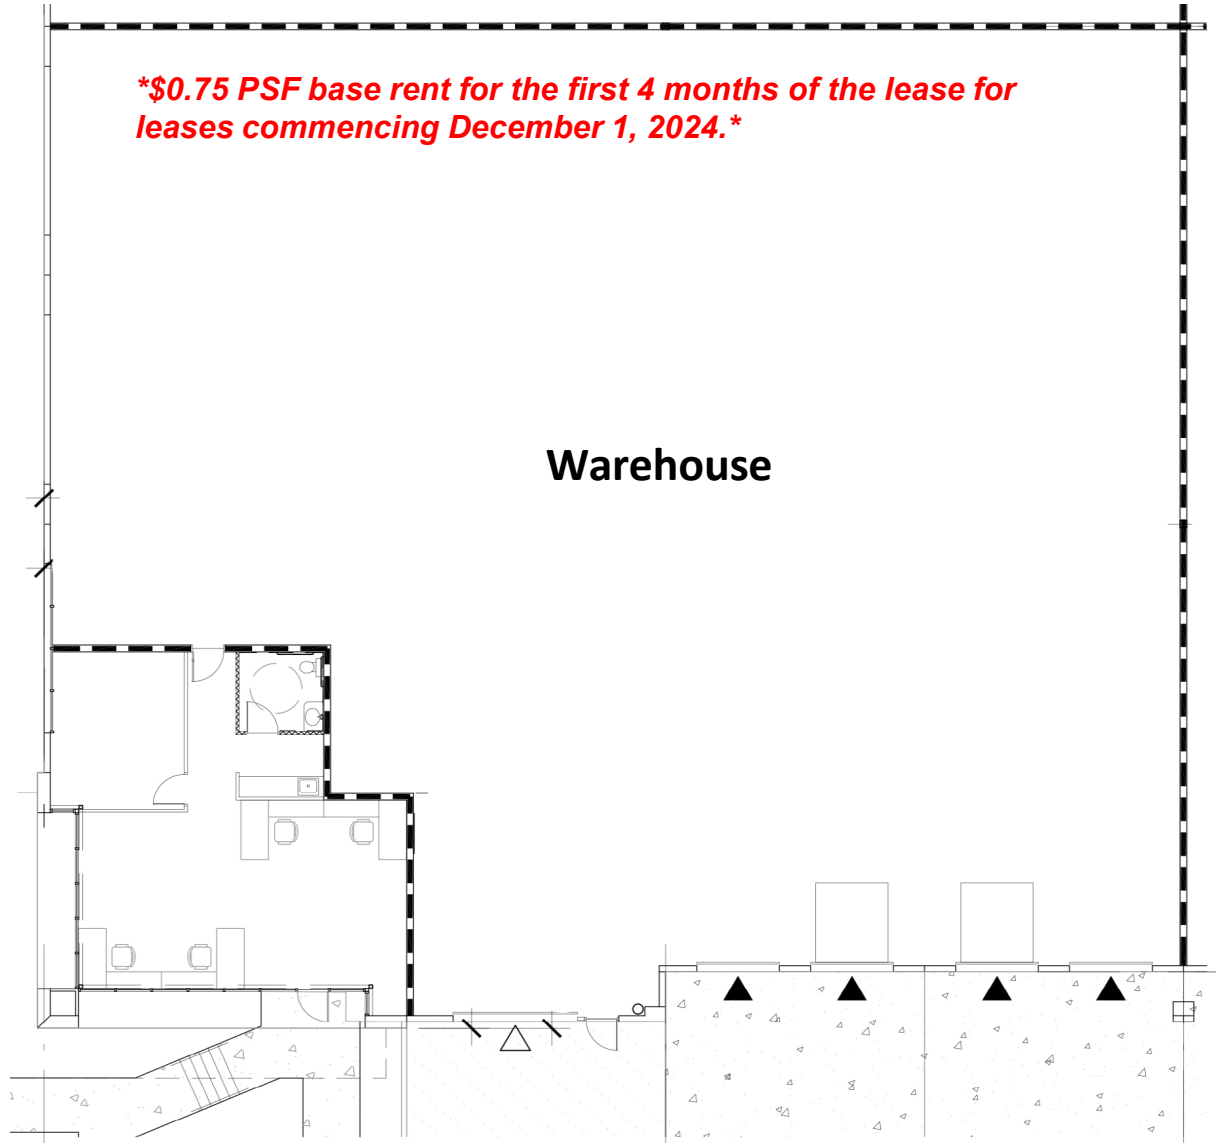 *$0.75 PSF base rent for the first 4 months of the lease for
leases commencing December 1, 2024.*
Warehouse